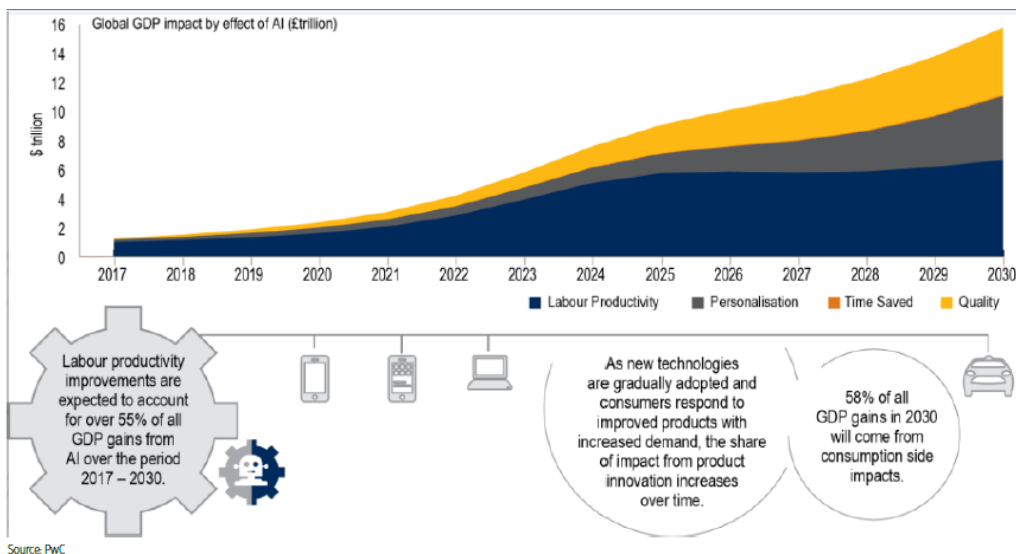 Global GDP impact by effect of AI (£trillion)
16
14
12
10
8
6
4
2
0
$ trillion
2017 2018 2019 2020 2021 2022 2023 2024 2025 2026 2027 2028 2029 2030
Labour Productivity Personalisation Time Saved Quality
Labour productivity
improvements are
expected to account
for over 55% of all
GDP gains from
AI over the period
2017 – 2030.
As new technologies
are gradually adopted and
consumers respond to
improved products with
increased demand, the share
of impact from product
innovation increases
over time.
58% of all
GDP gains in 2030
will come from
consumption side
impacts.
Source: PwC